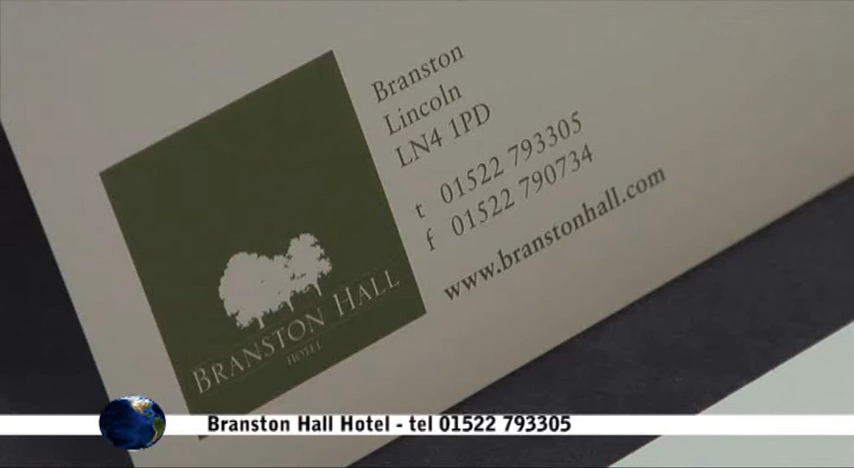 Branston
Lincoln
LN4 1PD
t 01522 793305
f 01522 790734
www.branstonhall.com
BRANSTON HALL
HOTEL
Branston Hall Hotel - tel 01522 793305